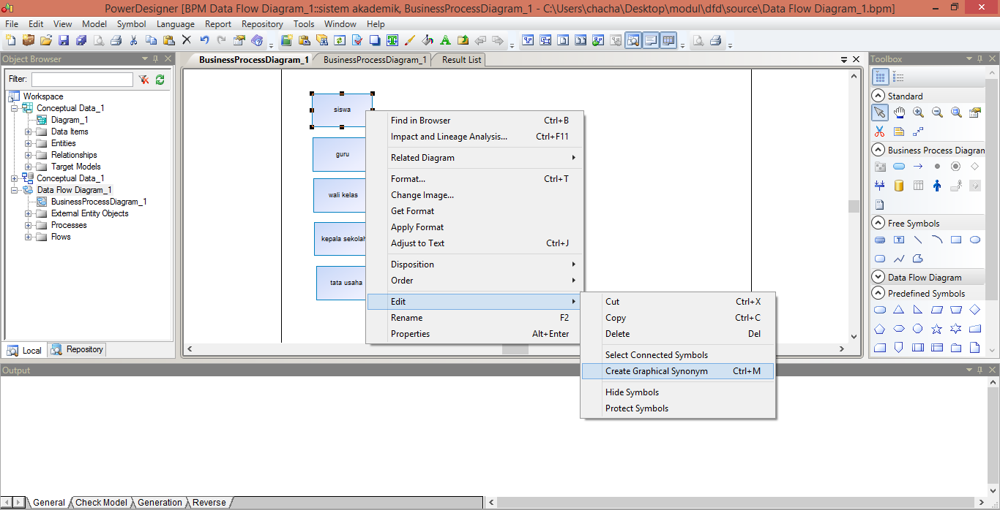 PowerDesigner [BPM Data Flow Diagram_1::sistem akademik, BusinessProcessDiagram_1 - C:\Users\chacha\Desktop\modul\dfd\source\Data Flow Diagram_1.bpm]
File Edit View Model Symbol Language Report Repository Tools Window Help
Object Browser
Filter:
Workspace
Conceptual Data_1
Diagram_1
Data Items
Entities
Relationships
Target Models
Conceptual Data_1
Data Flow Diagram_1
BusinessProcessDiagram_1
External Entity Objects
Processes
Flows
Local Repository
BusinessProcessDiagram_1 BusinessProcessDiagram_1 Result List
siswa
guru
wali kelas
kepala sekolah
tata usaha
Find in Browser Ctrl+B
Impact and Lineage Analysis... Ctrl+F11
Related Diagram
Format... Ctrl+T
Change Image...
Get Format
Apply Format
Adjust to Text Ctrl+J
Disposition
Order
Edit
Rename F2
Properties Alt+Enter
Cut Ctrl+X
Copy Ctrl+C
Delete Del
Select Connected Symbols
Create Graphical Synonym Ctrl+M
Hide Symbols
Protect Symbols
Toolbox
Standard
Business Process Diagran
Free Symbols
Data Flow Diagram
Predefined Symbols
Output
General Check Model Generation Reverse